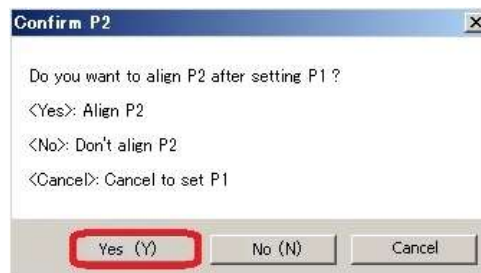 Confirm P2
Do you want to align P2 after setting P1 ?
<Yes>: Align P2
<No>: Don't align P2
<Cancel>: Cancel to set P1
Yes (Y) No (N) Cancel